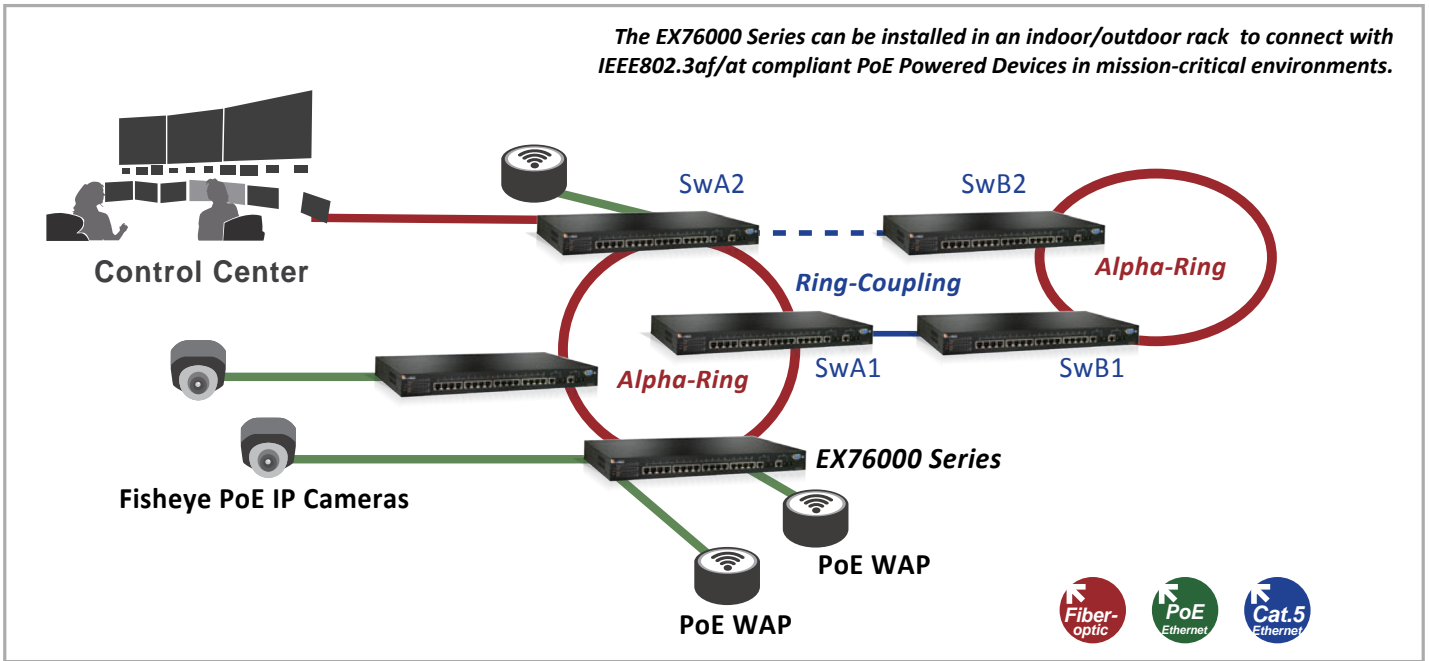 The EX76000 Series can be installed in an indoor/outdoor rack to connect with
IEEE802.3af/at compliant PoE Powered Devices in mission-critical environments.
Control Center
SwA2
SwB2
Alpha-Ring
Ring-Coupling
SwA1
SwB1
Alpha-Ring
EX76000 Series
Fisheye PoE IP Cameras
PoE WAP
PoE WAP
Fiber-
optic
PoE
Ethernet
Cat.5
Ethernet